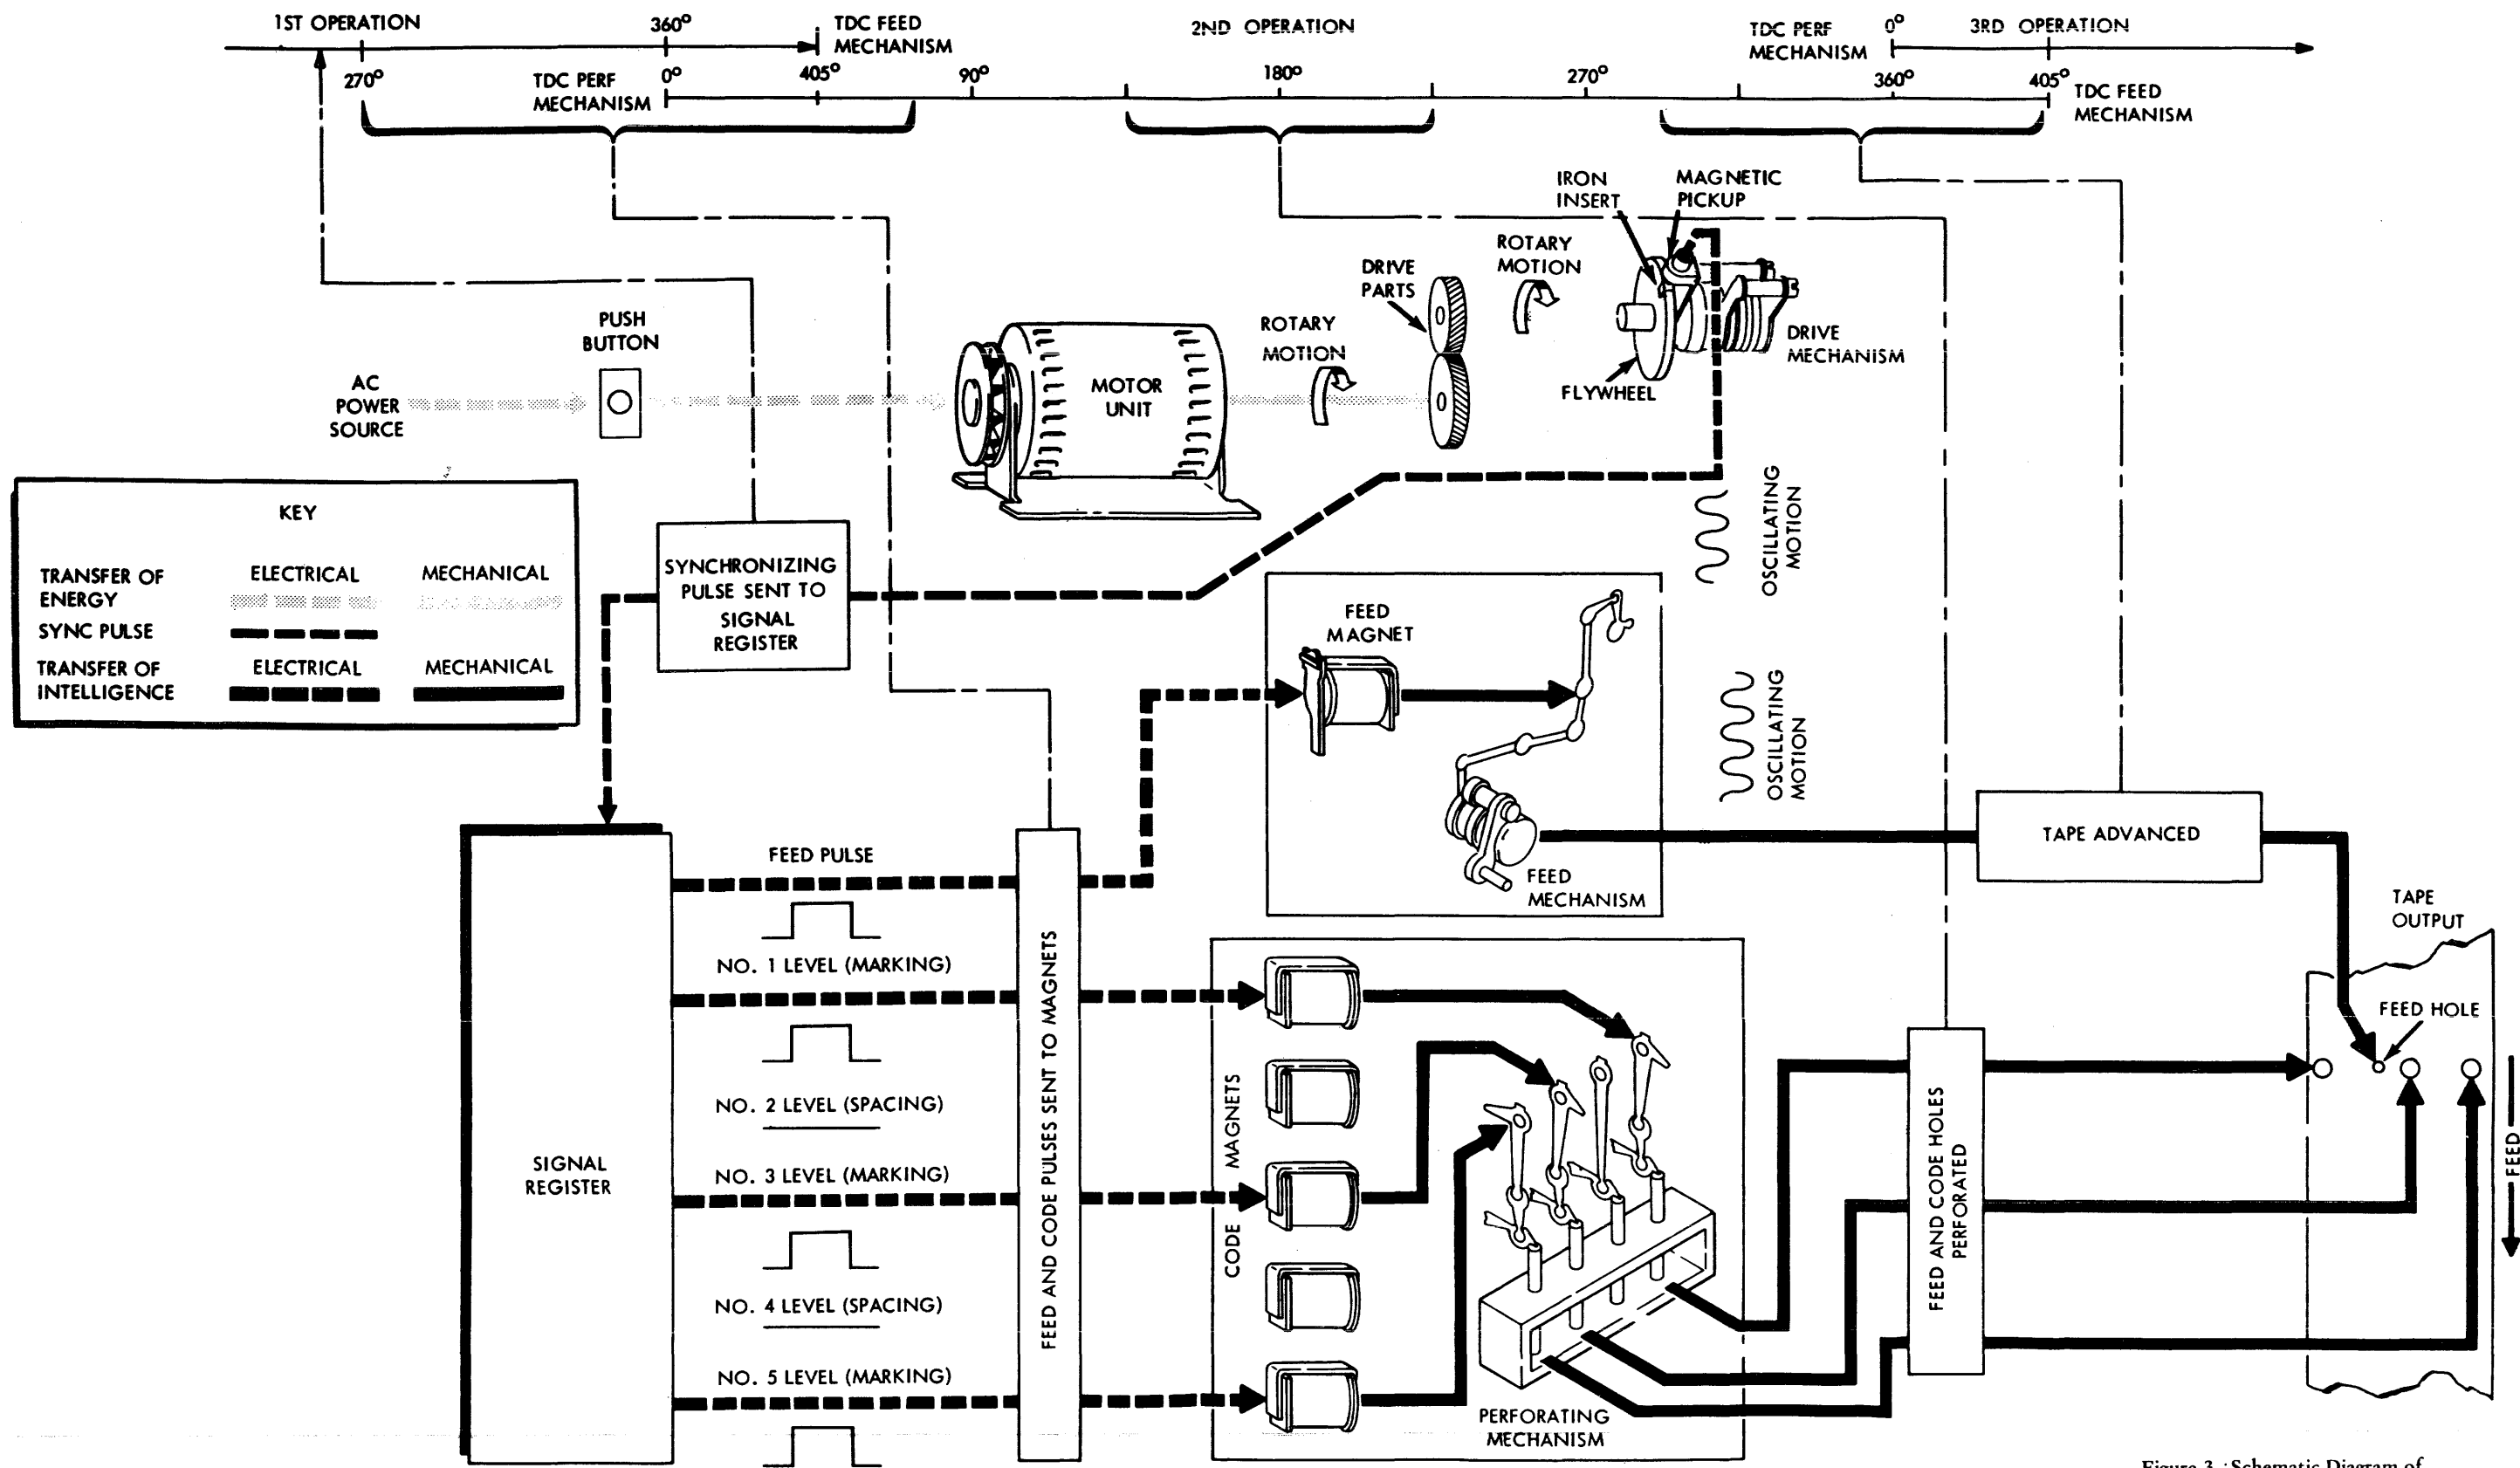 1ST OPERATION
360°
TDC FEED
MECHANISM
2ND OPERATION
TDC PERF
MECHANISM
0°
3RD OPERATION
270°
TDC PERF
MECHANISM
0°
405°
90°
180°
270°
360°
405°
TDC FEED
MECHANISM
IRON
INSERT
MAGNETIC
PICKUP
ROTARY
MOTION
DRIVE
PARTS
PUSH
BUTTON
ROTARY
MOTION
DRIVE
MECHANISM
AC
POWER
SOURCE
MOTOR
UNIT
FLYWHEEL
KEY
TRANSFER OF
ENERGY
ELECTRICAL
MECHANICAL
SYNC PULSE
TRANSFER OF
INTELLIGENCE
ELECTRICAL
MECHANICAL
SYNCHRONIZING
PULSE SENT TO
SIGNAL
REGISTER
OSCILLATING
MOTION
FEED
MAGNET
OSCILLATING
MOTION
FEED
MECHANISM
TAPE ADVANCED
TAPE
OUTPUT
FEED HOLE
FEED
SIGNAL
REGISTER
FEED PULSE
NO. 1 LEVEL (MARKING)
NO. 2 LEVEL (SPACING)
NO. 3 LEVEL (MARKING)
NO. 4 LEVEL (SPACING)
NO. 5 LEVEL (MARKING)
FEED AND CODE PULSES SENT TO MAGNETS
CODE MAGNETS
PERFORATING
MECHANISM
FEED AND CODE HOLES
PERFORATED
Figure 3. Schematic Diagram of